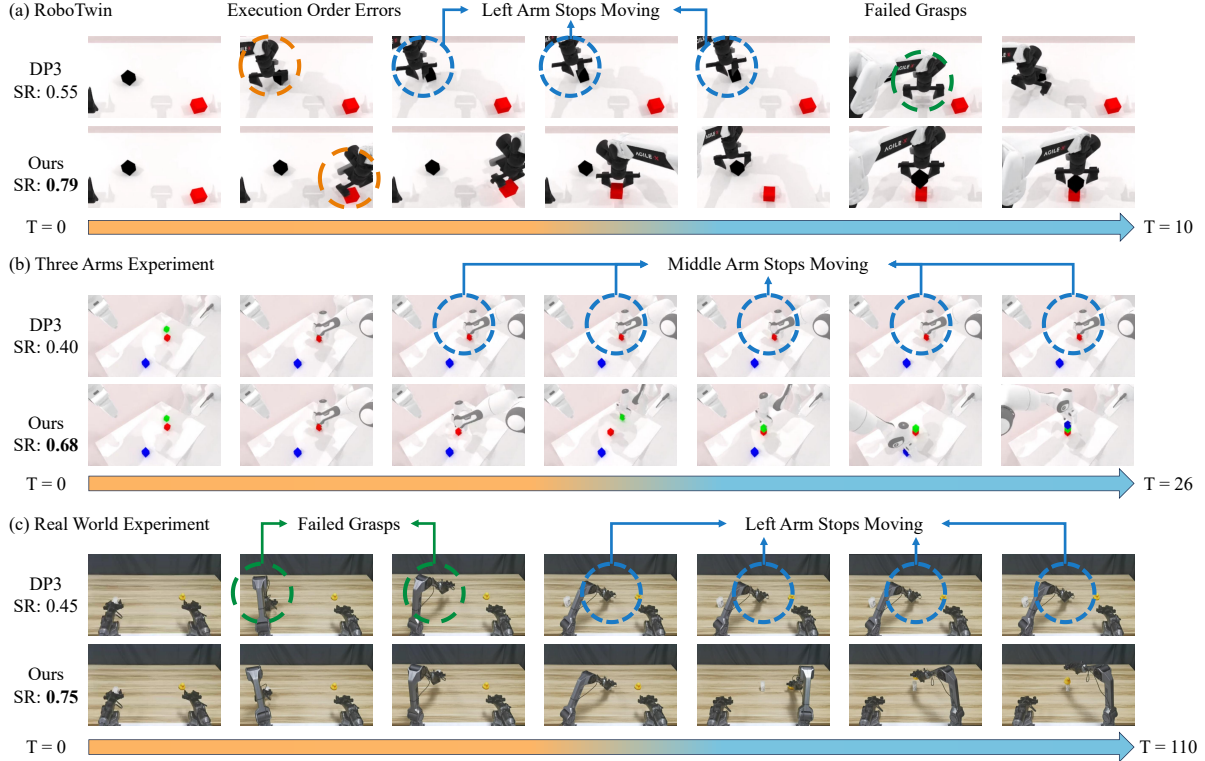 (a) RoboTwin
Execution Order Errors
Left Arm Stops Moving
Failed Grasps
DP3
SR: 0.55
AGILE
Ours
SR: 0.79
AGILE
AGILE
AGILE
T = 0
T = 10
(b) Three Arms Experiment
Middle Arm Stops Moving
DP3
SR: 0.40
Ours
SR: 0.68
T = 0
T = 26
(c) Real World Experiment
Failed Grasps
Left Arm Stops Moving
DP3
SR: 0.45
Ours
SR: 0.75
T = 0
T = 110